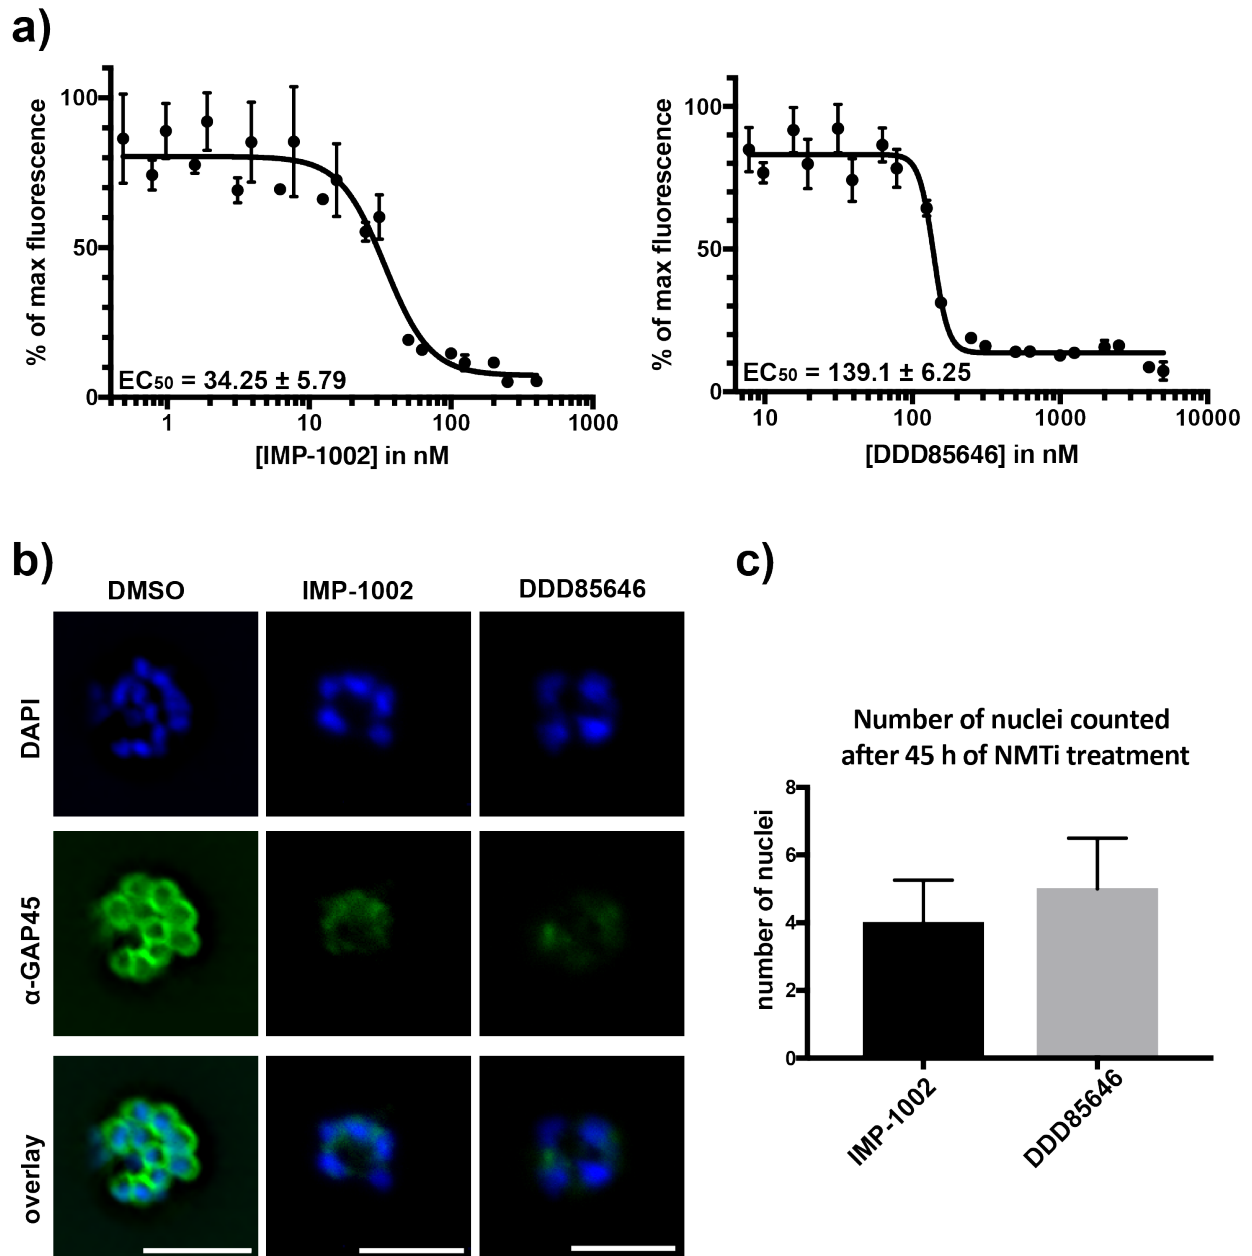 a)
% of max fluorescence
100
50
0
EC50 = 34.25 ± 5.79
1 10 100 1000
[IMP-1002] in nM
% of max fluorescence
100
50
0
EC50 = 139.1 ± 6.25
10 100 1000 10000
[DDD85646] in nM
b)
DMSO IMP-1002 DDD85646
DAPI
α-GAP45
overlay
c)
Number of nuclei counted
after 45 h of NMTi treatment
number of nuclei
8
6
4
2
0
IMP-1002
DDD85646